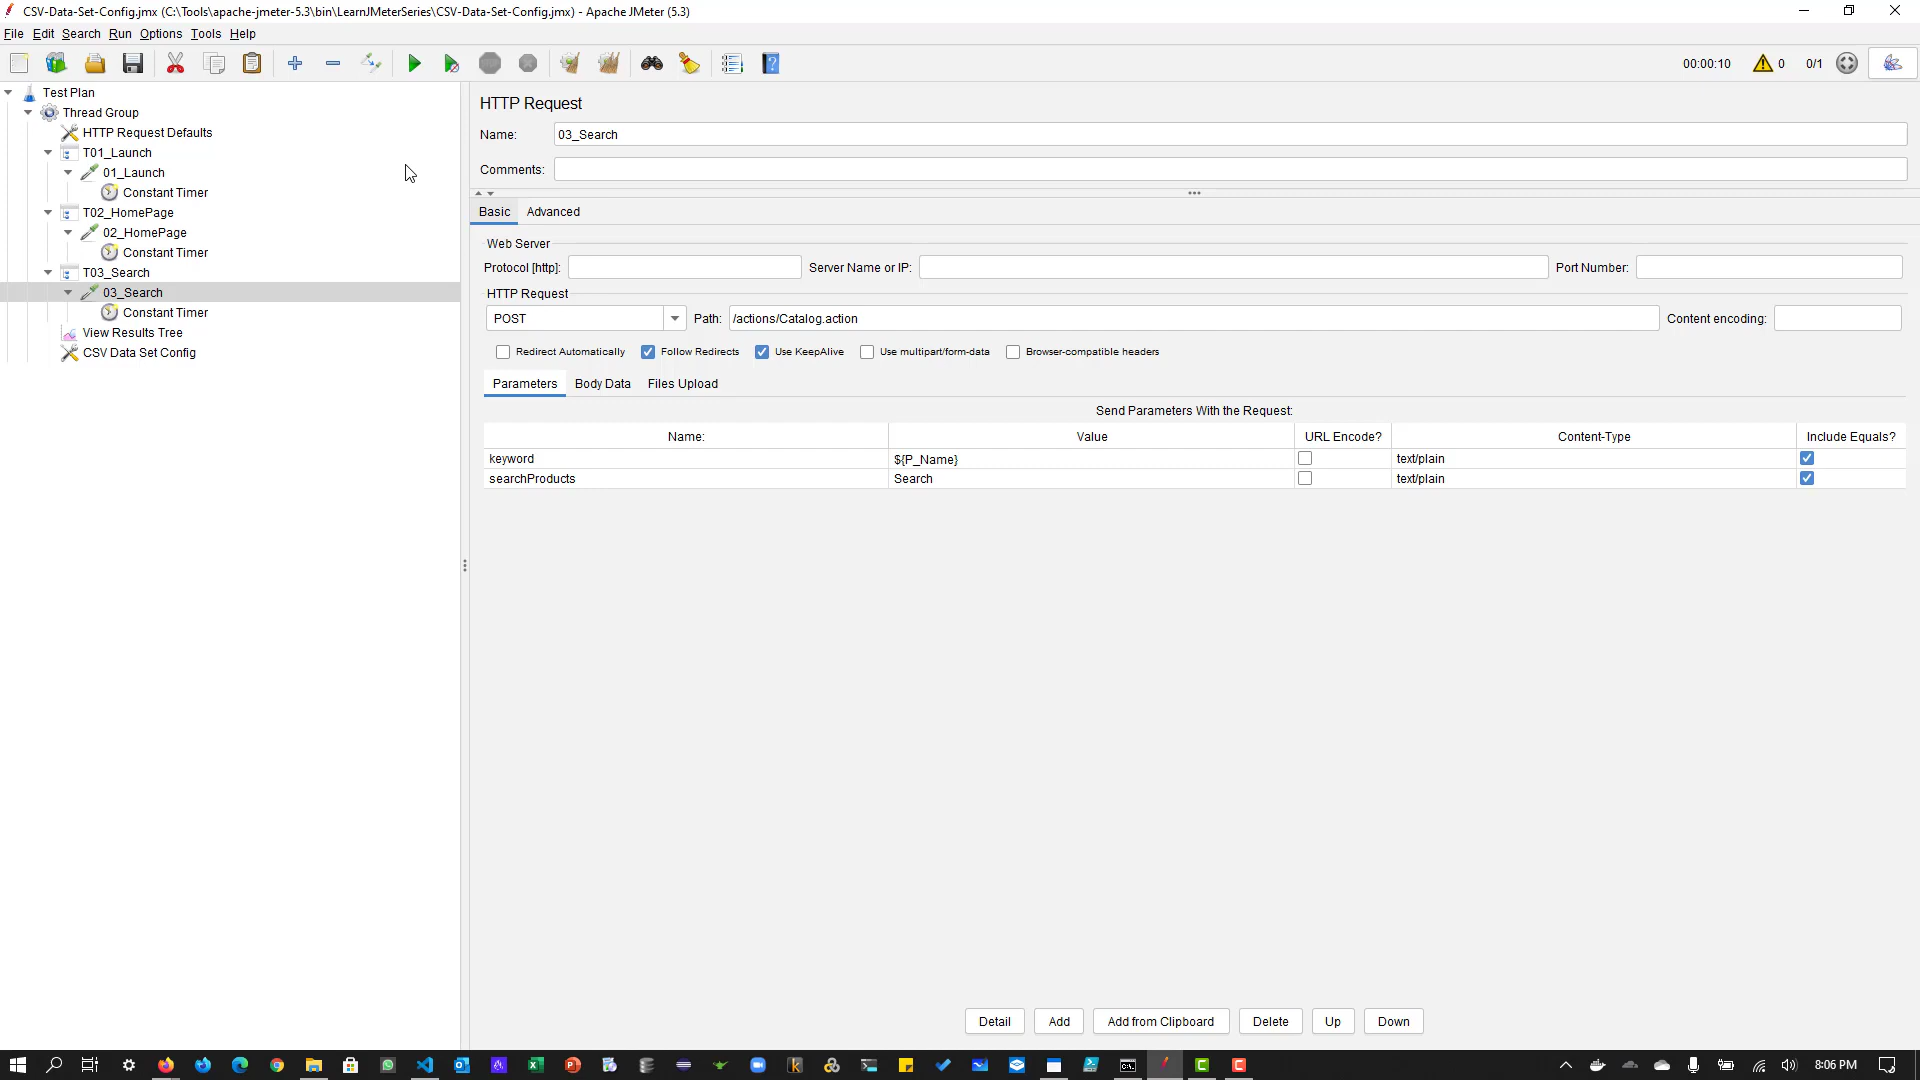 CSV-Data-Set-Config.jmx (C:\Tools\apache-jmeter-5.3\bin\LearnJMeterSeries\CSV-Data-Set-Config.jmx) - Apache JMeter (5.3)
File Edit Search Run Options Tools Help
00:00:10 0 0/1
Test Plan
Thread Group
HTTP Request Defaults
T01_Launch
01_Launch
Constant Timer
T02_HomePage
02_HomePage
Constant Timer
T03_Search
03_Search
Constant Timer
View Results Tree
CSV Data Set Config
HTTP Request
Name: 03_Search
Comments:
Basic Advanced
Web Server
Protocol [http]: Server Name or IP: Port Number:
HTTP Request
POST Path: /actions/Catalog.action Content encoding:
Redirect Automatically Follow Redirects Use KeepAlive Use multipart/form-data Browser-compatible headers
Parameters Body Data Files Upload
Send Parameters With the Request:
Name: Value URL Encode? Content-Type Include Equals?
keyword ${P_Name} text/plain
searchProducts Search text/plain
Detail Add Add from Clipboard Delete Up Down
8:06 PM